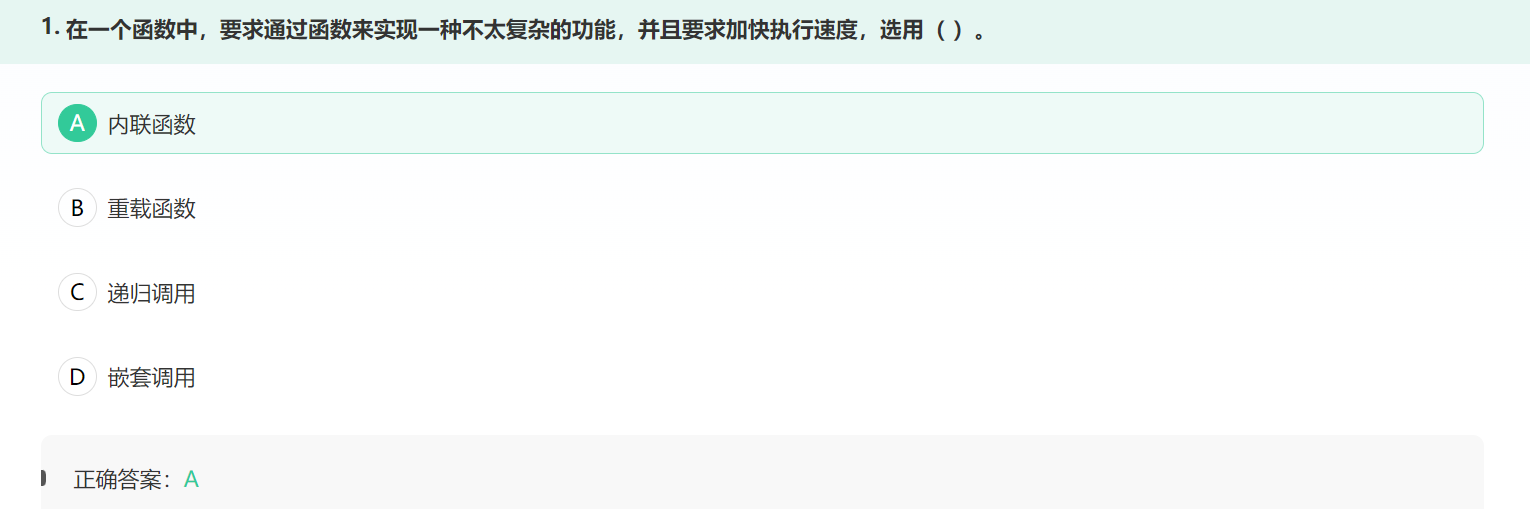 1. 在一个函数中，要求通过函数来实现一种不太复杂的功能，并且要求加快执行速度，选用（ ）。
A 内联函数
B 重载函数
C 递归调用
D 嵌套调用
正确答案：A